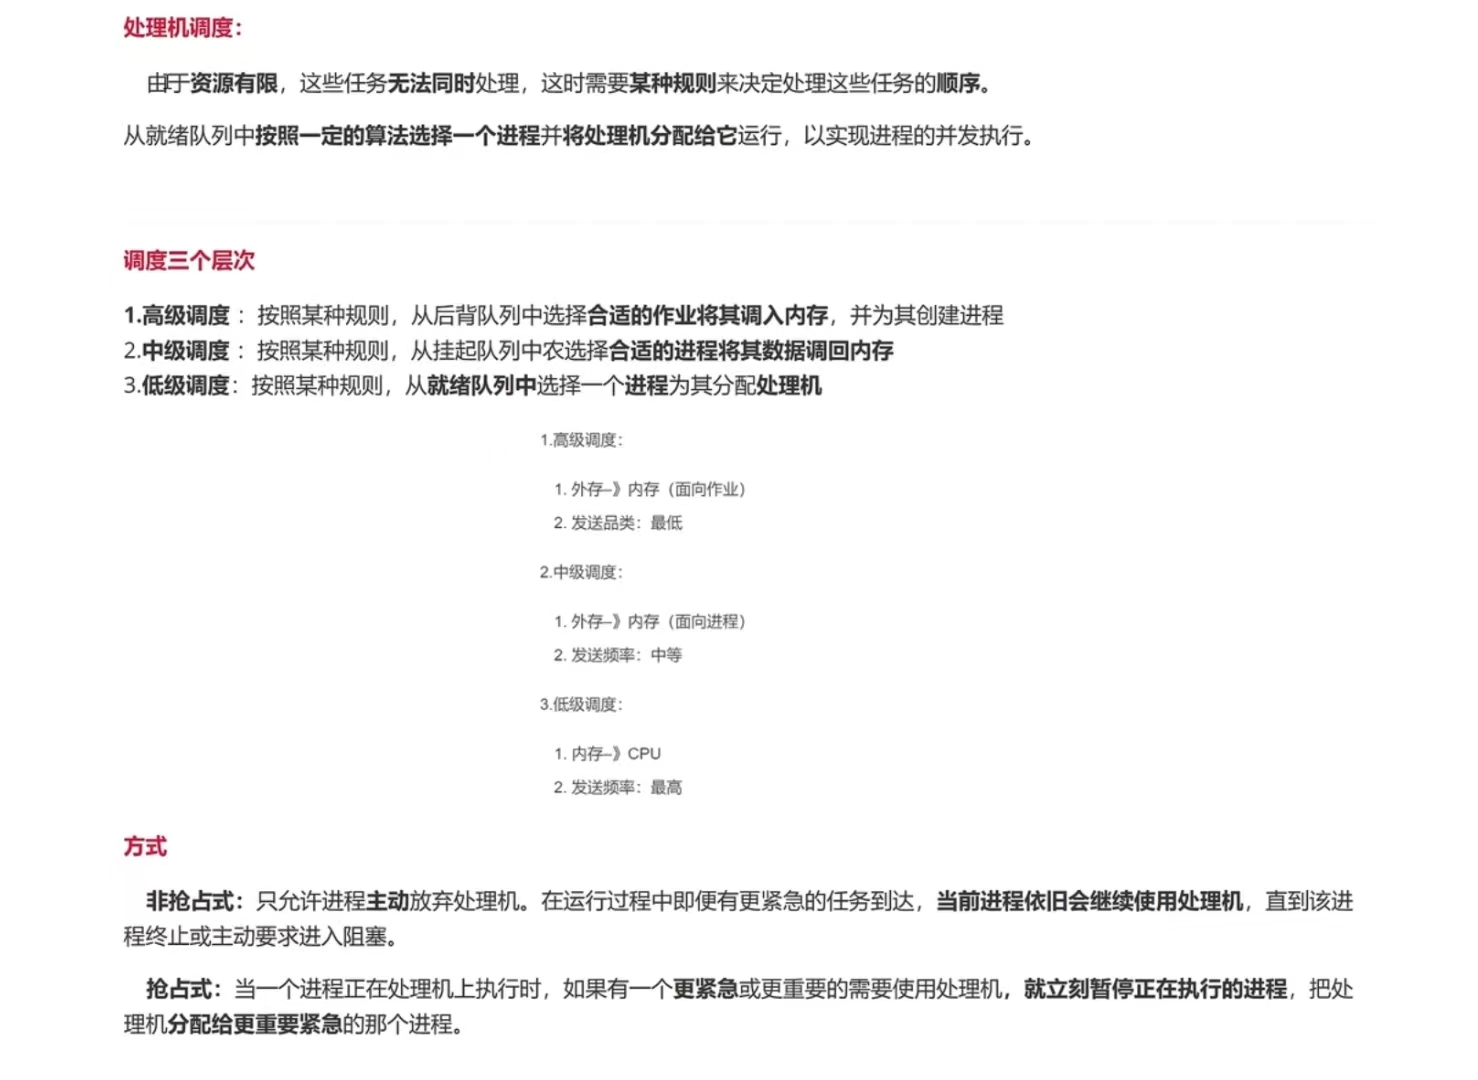 处理机调度：
由于资源有限，这些任务无法同时处理，这时需要某种规则来决定处理这些任务的顺序。
从就绪队列中按照一定的算法选择一个进程并将处理机分配给它运行，以实现进程的并发执行。
调度三个层次
1.高级调度： 按照某种规则，从后背队列中选择合适的作业将其调入内存，并为其创建进程
2.中级调度： 按照某种规则，从挂起队列中农选择合适的进程将其数据调回内存
3.低级调度：按照某种规则，从就绪队列中选择一个进程为其分配处理机
1.高级调度：
1. 外存–》内存（面向作业）
2. 发送品类：最低
2.中级调度：
1. 外存–》内存（面向进程）
2. 发送频率：中等
3.低级调度：
1. 内存–》CPU
2. 发送频率：最高
方式
非抢占式：只允许进程主动放弃处理机。在运行过程中即便有更紧急的任务到达，当前进程依旧会继续使用处理机，直到该进
程终止或主动要求进入阻塞。
抢占式：当一个进程正在处理机上执行时，如果有一个更紧急或更重要的需要使用处理机，就立刻暂停正在执行的进程，把处
理机分配给更重要紧急的那个进程。